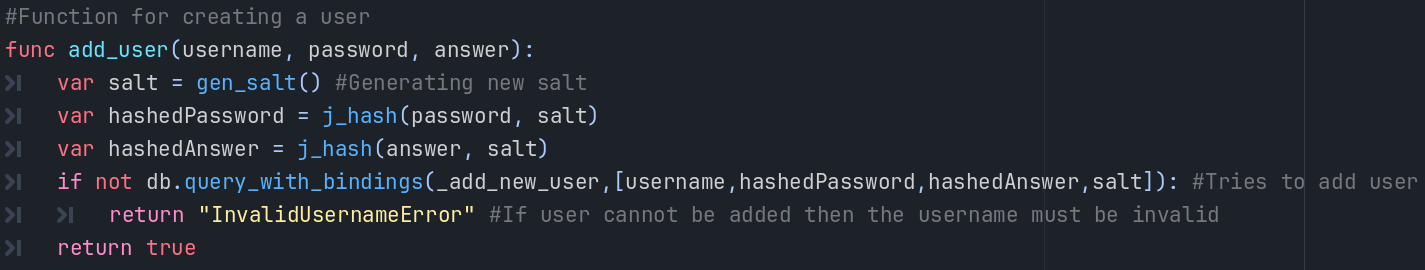 #Function for creating a user
func add_user(username, password, answer):
var salt = gen_salt() #Generating new salt
var hashedPassword = j_hash(password, salt)
var hashedAnswer = j_hash(answer, salt)
if not db.query_with_bindings(_add_new_user,[username,hashedPassword,hashedAnswer,salt]): #Tries to add user
return "InvalidUsernameError" #If user cannot be added then the username must be invalid
return true